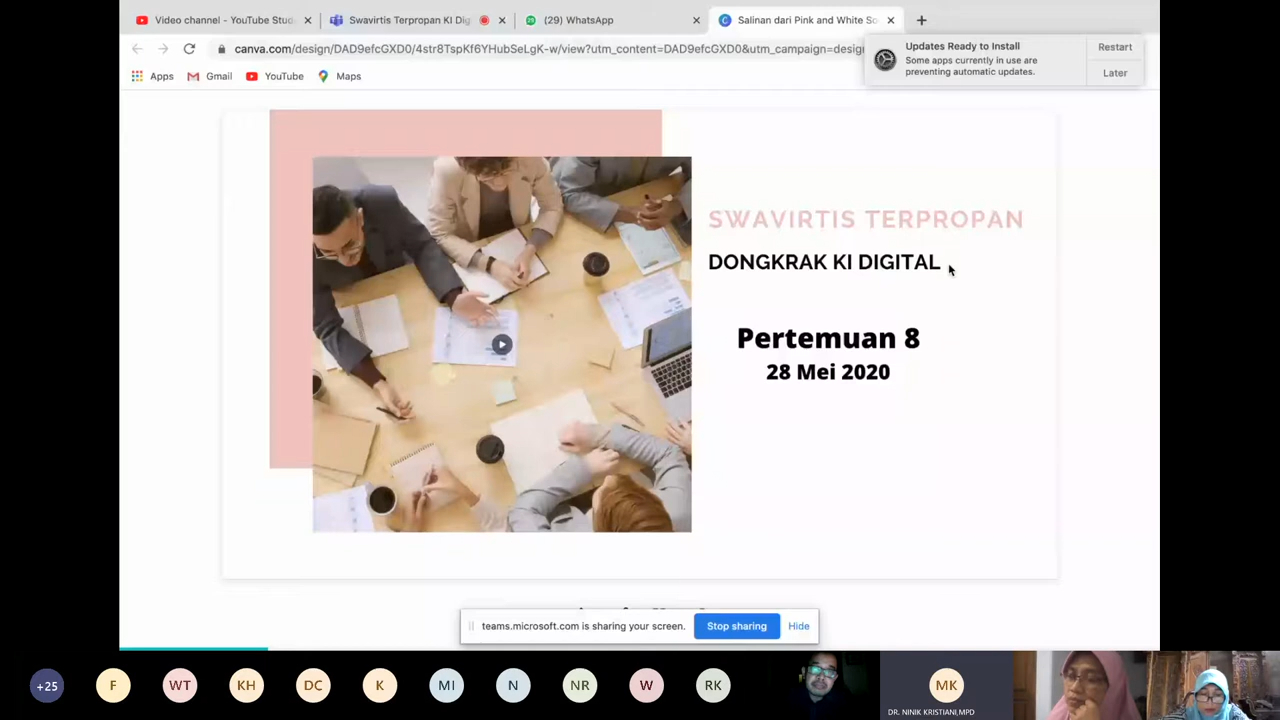 Video channel - YouTube Stud
Swavirtis Terpropan KI Dig
(29) WhatsApp
Salinan dari Pink and White So
canva.com/design/DAD9efcGXD0/4str8TspKf6YHubSeLgK-w/view?utm_content=DAD9efcGXD0&utm_campaign=desig
Updates Ready to Install
Some apps currently in use are
preventing automatic updates.
Restart
Later
Apps
Gmail
YouTube
Maps
SWAVIRTIS TERPROPAN
DONGKRAK KI DIGITAL
Pertemuan 8
28 Mei 2020
teams.microsoft.com is sharing your screen.
Stop sharing
Hide
+25
F
WT
KH
DC
K
MI
N
NR
W
RK
MK
DR. NINIK KRISTIANI,MPD